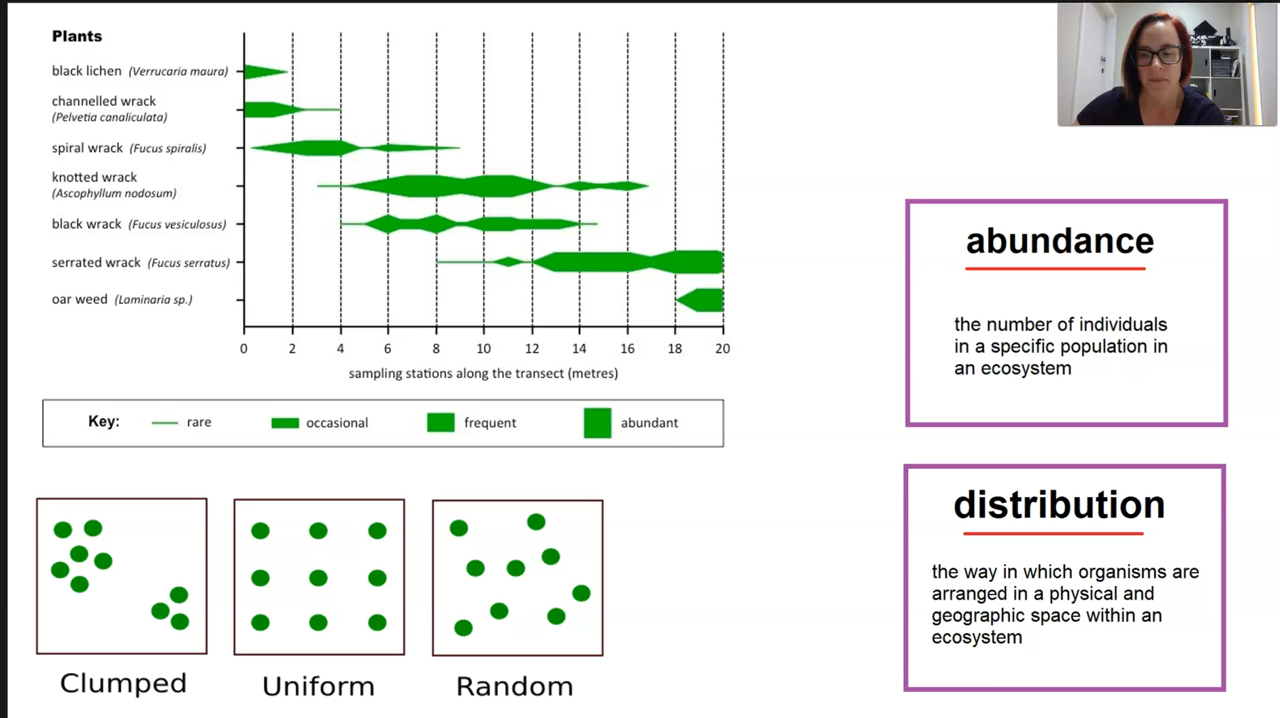 Plants
black lichen (Verrucaria maura)
channelled wrack
(Pelvetia canaliculata)
spiral wrack (Fucus spiralis)
knotted wrack
(Ascophyllum nodosum)
black wrack (Fucus vesiculosus)
serrated wrack (Fucus serratus)
oar weed (Laminaria sp.)
0 2 4 6 8 10 12 14 16 18 20
sampling stations along the transect (metres)
Key: rare occasional frequent abundant
Clumped
Uniform
Random
abundance
the number of individuals
in a specific population in
an ecosystem
distribution
the way in which organisms are
arranged in a physical and
geographic space within an
ecosystem